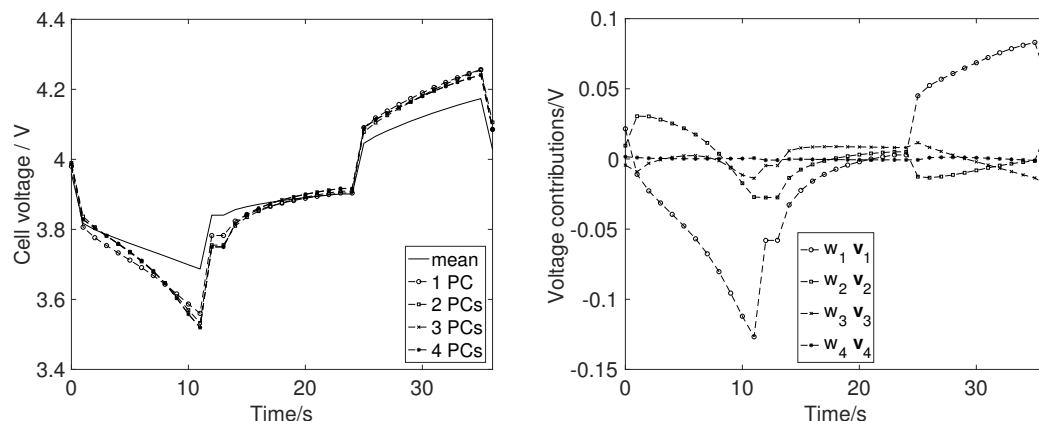 4.4
4.2
4
3.8
3.6
3.4
Cell voltage / V
0
10
20
30
Time/s
mean
1 PC
2 PCs
3 PCs
4 PCs
0.1
0.05
0
-0.05
-0.1
-0.15
Voltage contributions/V
0
10
20
30
Time/s
w1 v1
w2 v2
w3 v3
w4 v4